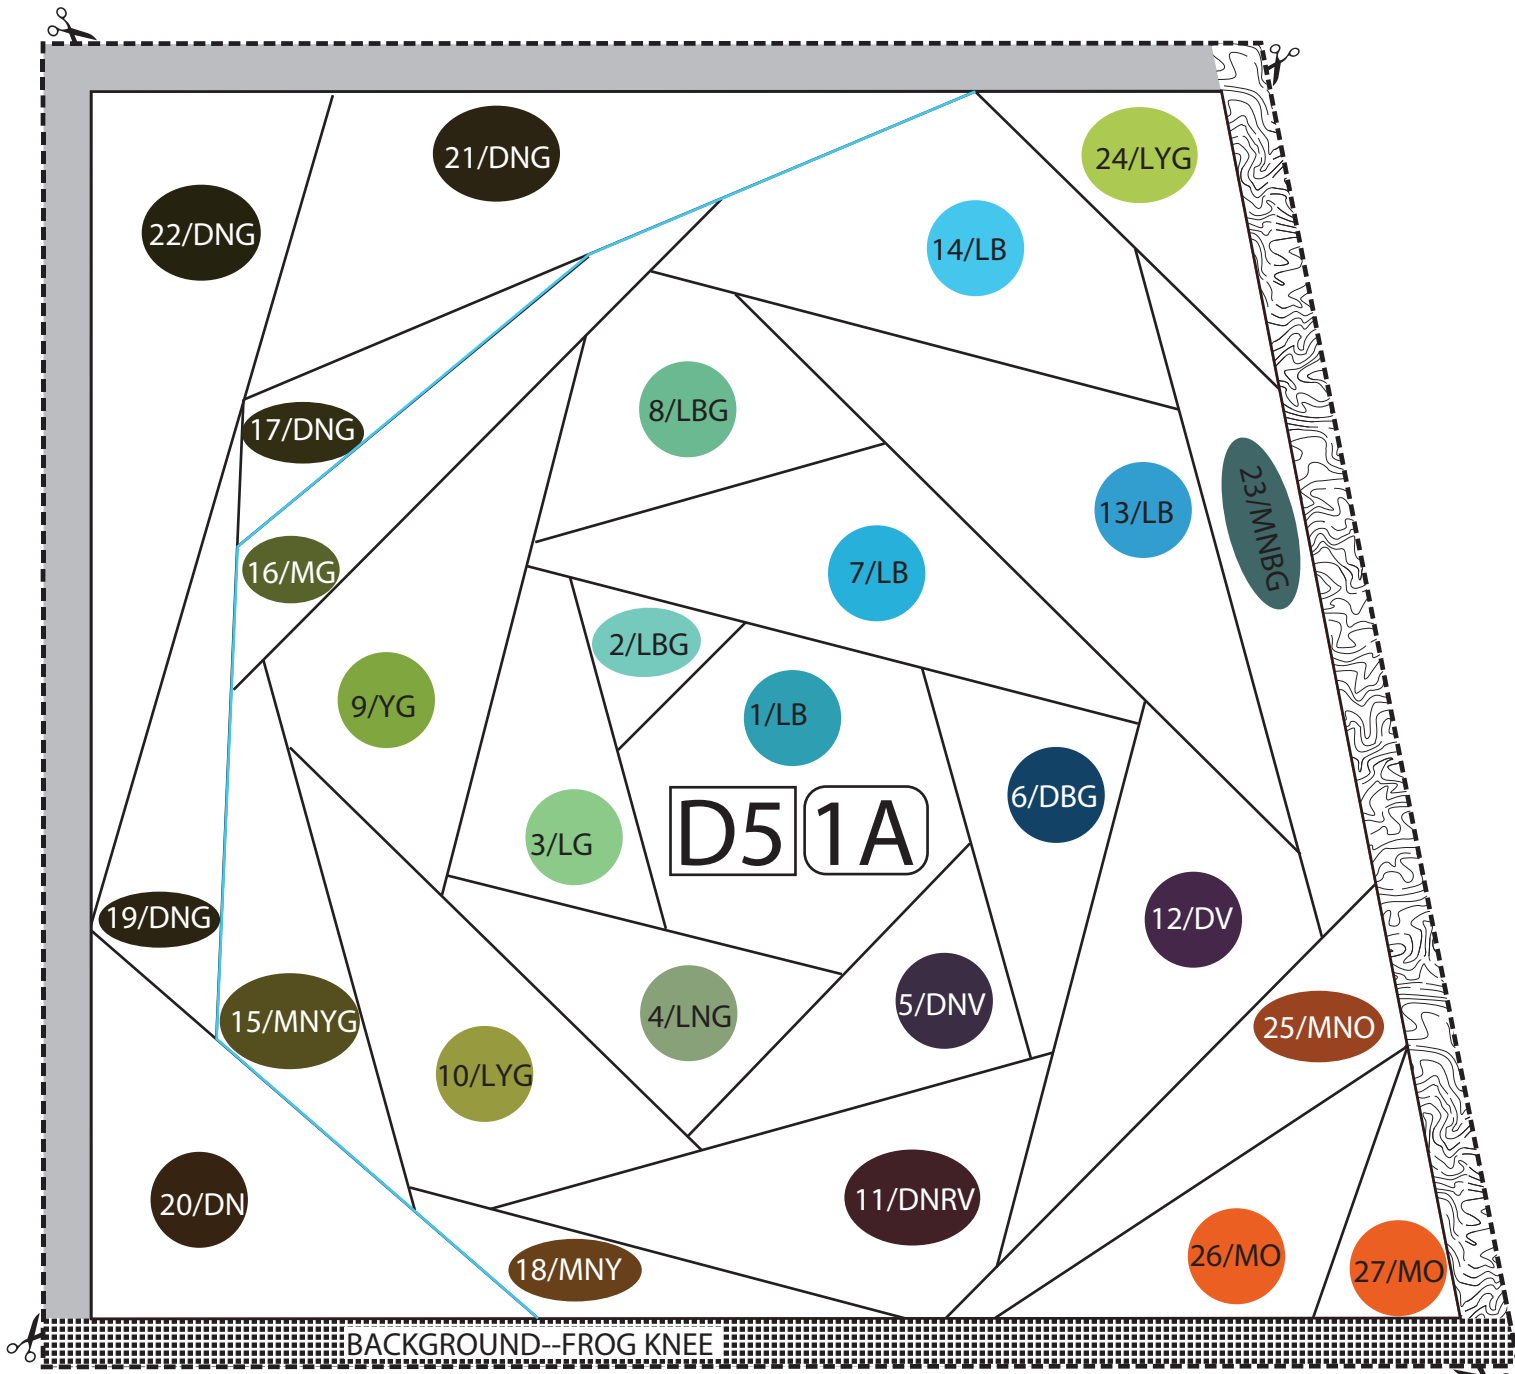 21/DNG
24/LYG
22/DNG
14/LB
8/LBG
17/DNG
23/MNBG
13/LB
16/MG
7/LB
2/LBG
9/YG
1/LB
6/DBG
3/LG
D5 1A
19/DNG
12/DV
15/MNYG
4/LNG
5/DNV
25/MNO
10/LYG
20/DN
11/DNRV
18/MNY
26/MO
27/MO
BACKGROUND--FROG KNEE